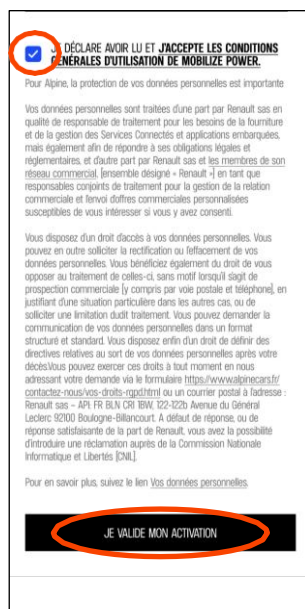 JE DÉCLARE AVOIR LU ET J'ACCEPTE LES CONDITIONS
GÉNÉRALES D'UTILISATION DE MOBILIZE POWER.
Pour Alpine, la protection de vos données personnelles est importante
Vos données personnelles sont traitées d'une part par Renault sas en
qualité de responsable de traitement pour les besoins de la fourniture
et de la gestion des Services Connectés et applications embarquées,
mais également afin de répondre à ses obligations légales et
réglementaires, et d'autre part par Renault sas et les membres de son
réseau commercial, [ensemble désigné « Renault »] en tant que
responsables conjoints de traitement pour la gestion de la relation
commerciale et l'envoi d'offres commerciales personnalisées
susceptibles de vous intéresser si vous y avez consenti.
Vous disposez d'un droit d'accès à vos données personnelles. Vous
pouvez en outre solliciter la rectification ou l'effacement de vos
données personnelles. Vous bénéficiez également du droit de vous
opposer au traitement de celles-ci, sans motif lorsqu'il s'agit de
prospection commerciale [y compris par voie postale et téléphone], en
justifiant d'une situation particulière dans les autres cas, ou de
solliciter une limitation dudit traitement. Vous pouvez demander la
communication de vos données personnelles dans un format
structuré et standard. Vous disposez enfin d'un droit de définir des
directives relatives au sort de vos données personnelles après votre
décès.Vous pouvez exercer ces droits à tout moment en nous
adressant votre demande via le formulaire https://www.alpinecars.fr/
contactez-nous/vos-droits-rgpd.html ou un courrier postal à l'adresse :
Renault sas – API: FR BLN CRI 1BW, 122-122b Avenue du Général
Leclerc 92100 Boulogne-Billancourt. A défaut de réponse, ou de
réponse satisfaisante de la part de Renault, vous avez la possibilité
d'introduire une réclamation auprès de la Commission Nationale
Informatique et Libertés [CNIL].
Pour en savoir plus, suivez le lien Vos données personnelles.
JE VALIDE MON ACTIVATION